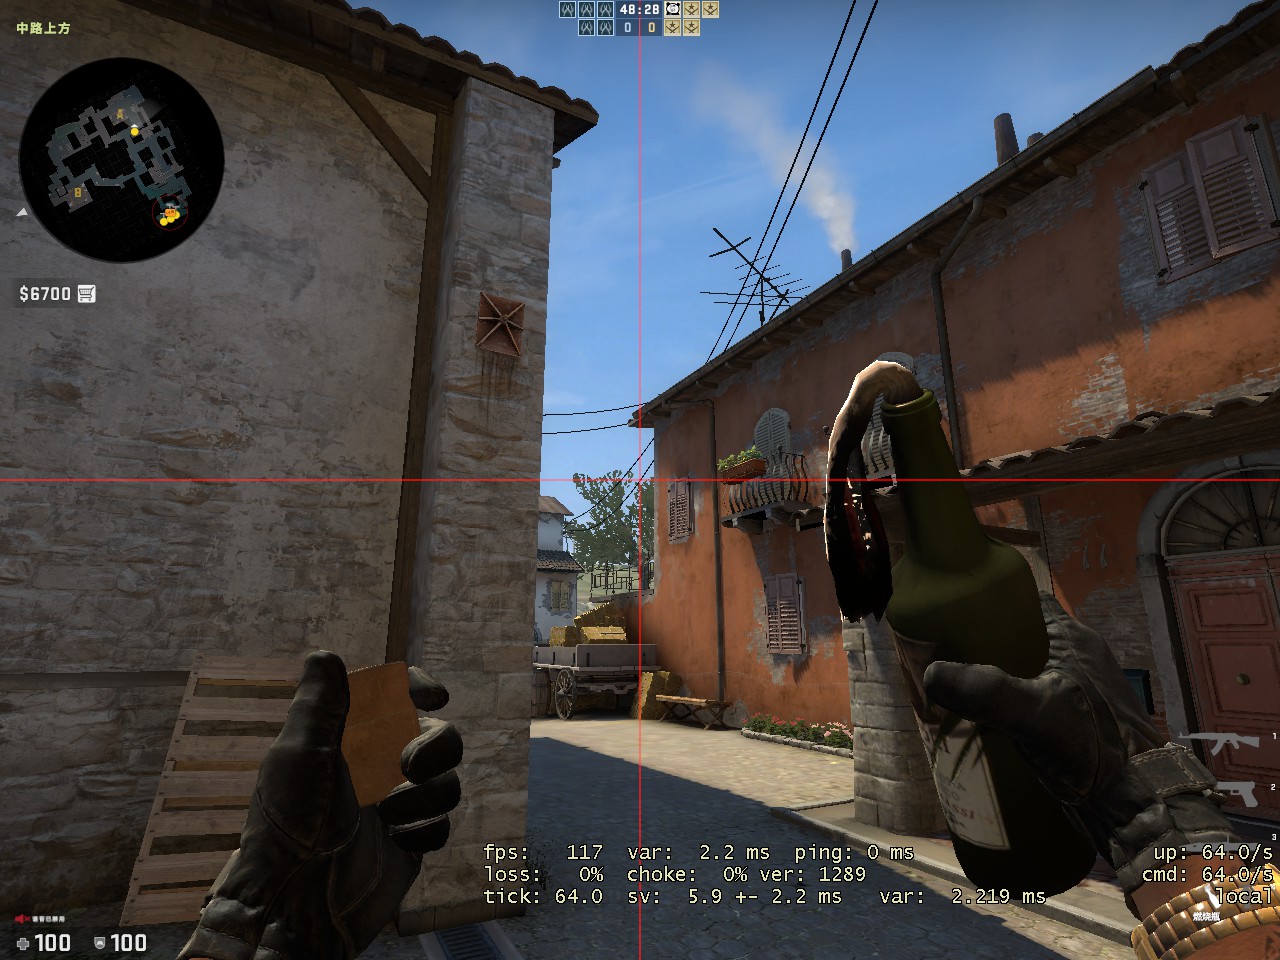 48:28
0 0
中路上方
A
B
$6700
1
2
3
fps: 117 var: 2.2 ms ping: 0 ms
loss: 0% choke: 0% ver: 1289
tick: 64.0 sv: 5.9 +- 2.2 ms var: 2.219 ms
up: 64.0/s
cmd: 64.0/s
local
燃烧瓶
100 100